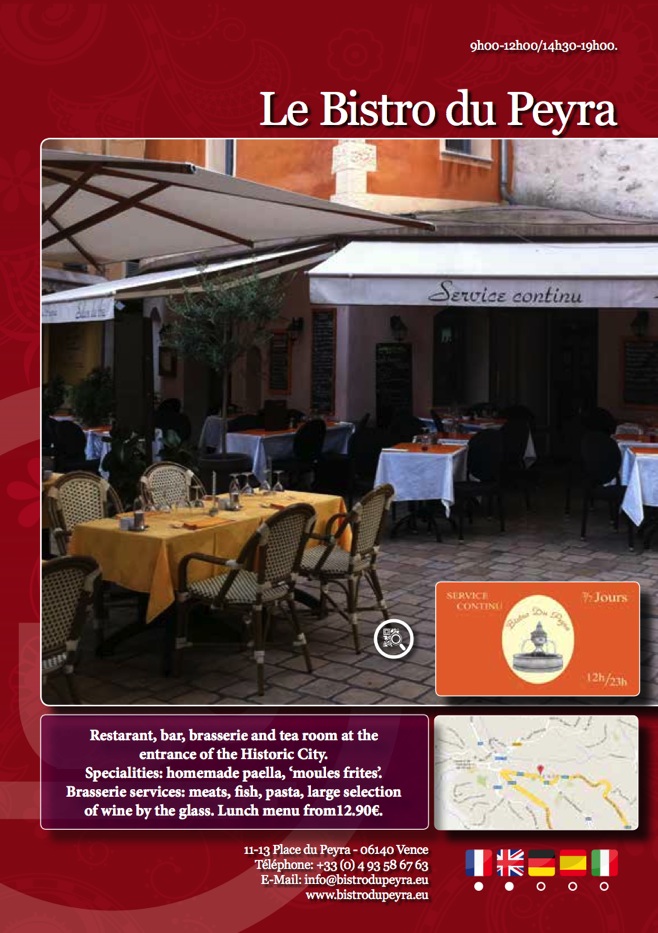 9h00-12h00/14h30-19h00.
Le Bistro du Peyra
Service continu
SERVICE
CONTINU
7/7 Jours
Bistro Du Peyra
12h/23h
Restarant, bar, brasserie and tea room at the
entrance of the Historic City.
Specialities: homemade paella, ‘moules frites’.
Brasserie services: meats, fish, pasta, large selection
of wine by the glass. Lunch menu from12.90€.
11-13 Place du Peyra - 06140 Vence
Téléphone: +33 (0) 4 93 58 67 63
E-Mail: info@bistrodupeyra.eu
www.bistrodupeyra.eu